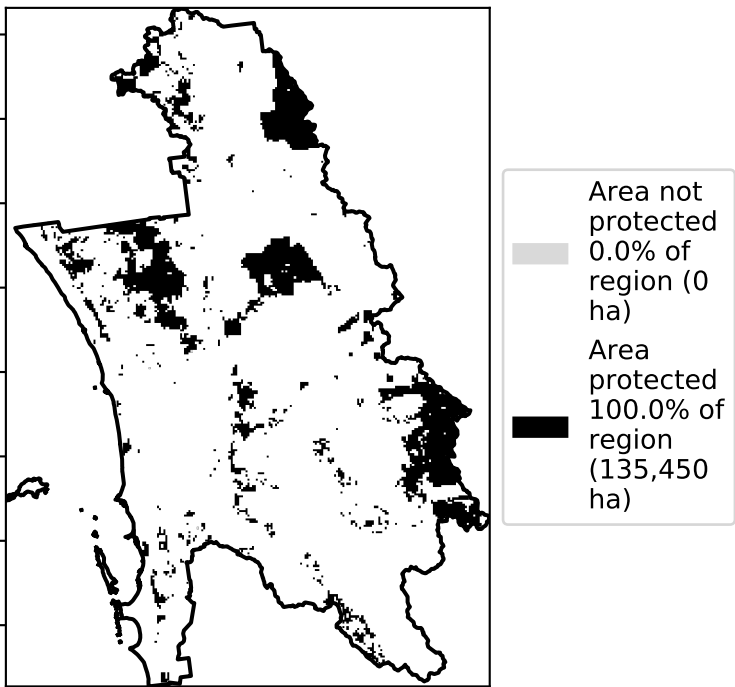 Area not
protected
0.0% of
region (0
ha)
Area
protected
100.0% of
region
(135,450
ha)